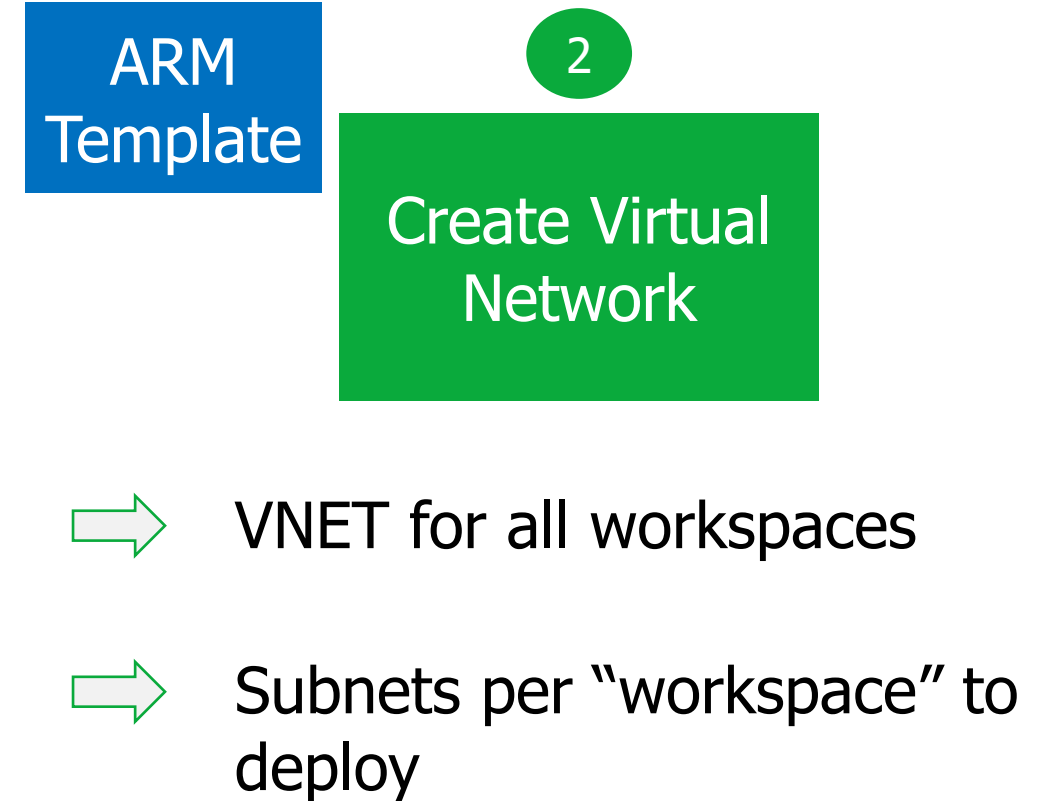 ARM
Template
2
Create Virtual
Network
VNET for all workspaces
Subnets per “workspace” to
deploy